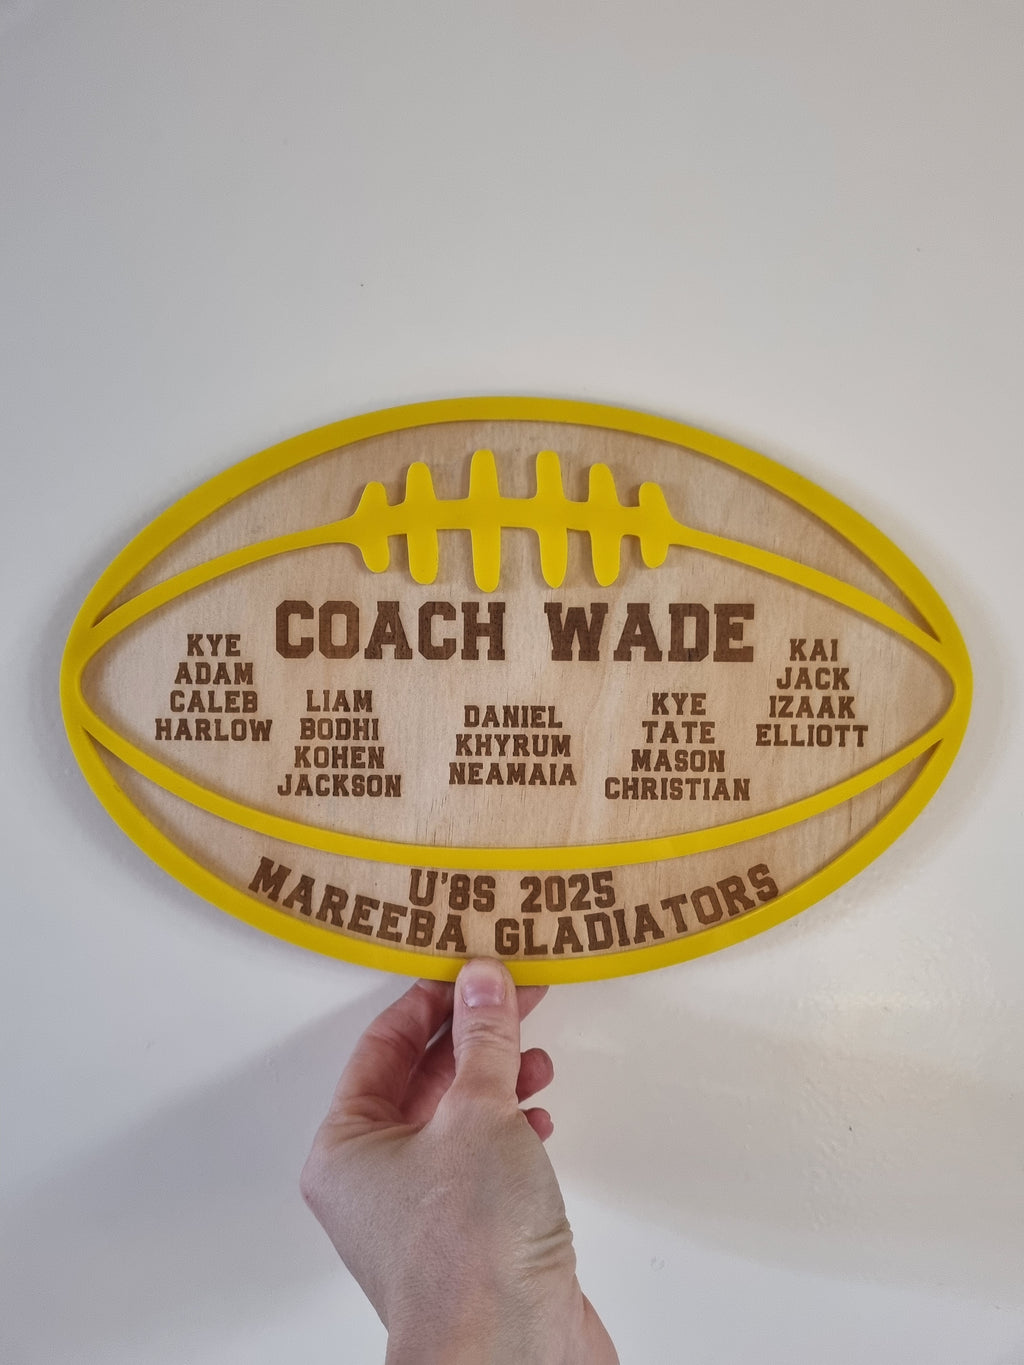 COACH WADE
KYE
ADAM
CALEB
HARLOW
LIAM
BODHI
KOHEN
JACKSON
DANIEL
KHYRUM
NEAMAIA
KYE
TATE
MASON
CHRISTIAN
KAI
JACK
IZAAK
ELLIOTT
U'8S 2025
MAREEBA GLADIATORS